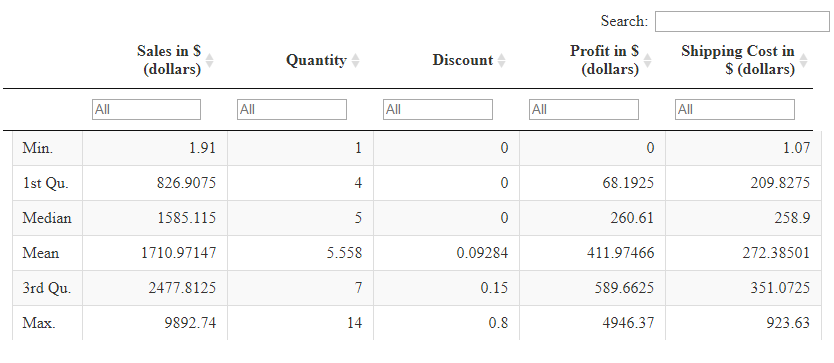 Search:
Sales in $ (dollars) Quantity Discount Profit in $ (dollars) Shipping Cost in $ (dollars)
All All All All All
Min. 1.91 1 0 0 1.07
1st Qu. 826.9075 4 0 68.1925 209.8275
Median 1585.115 5 0 260.61 258.9
Mean 1710.97147 5.558 0.09284 411.97466 272.38501
3rd Qu. 2477.8125 7 0.15 589.6625 351.0725
Max. 9892.74 14 0.8 4946.37 923.63